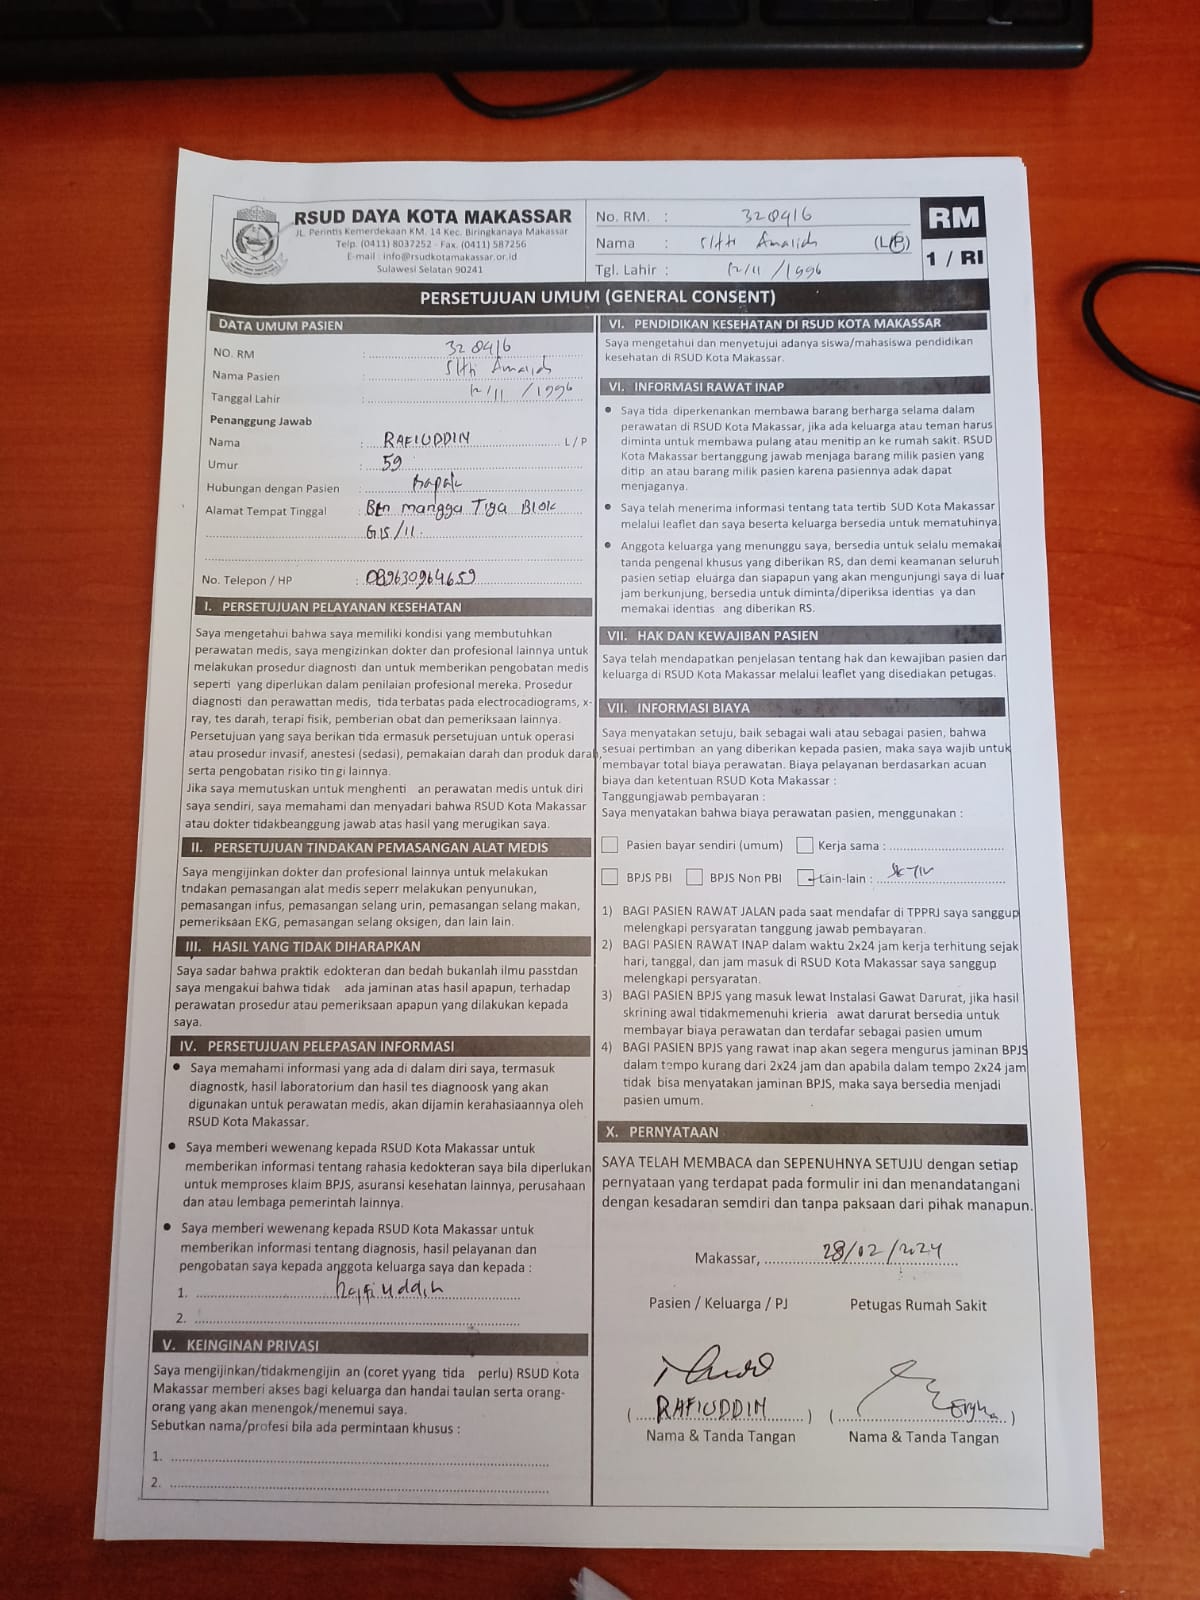 RSUD DAYA KOTA MAKASSAR
JL. Perintis Kemerdekaan KM. 14 Kec. Biringkanaya Makassar
Telp. (0411) 8037252 - Fax. (0411) 587256
E-mail : info@rsudkotamakassar.or.id
Sulawesi Selatan 90241
No. RM. : 320916
Nama : Sitti Amaliah (L/P)
Tgl. Lahir : 12/11/1996
RM
1 / RI
PERSETUJUAN UMUM (GENERAL CONSENT)
DATA UMUM PASIEN
NO. RM : 320916
Nama Pasien : Sitti Amaliah
Tanggal Lahir : 12/11/1996
Penanggung Jawab
Nama : RAFIUDDIN L / P
Umur : 59
Hubungan dengan Pasien : Bapak
Alamat Tempat Tinggal : Btn mangga Tiga Blok
G15/11.
No. Telepon / HP : 089630964659
I. PERSETUJUAN PELAYANAN KESEHATAN
Saya mengetahui bahwa saya memiliki kondisi yang membutuhkan
perawatan medis, saya mengizinkan dokter dan profesional lainnya untuk
melakukan prosedur diagnosti dan untuk memberikan pengobatan medis
seperti yang diperlukan dalam penilaian profesional mereka. Prosedur
diagnosti dan perawattan medis, tida terbatas pada electrocadiograms, x-
ray, tes darah, terapi fisik, pemberian obat dan pemeriksaan lainnya.
Persetujuan yang saya berikan tida ermasuk persetujuan untuk operasi
atau prosedur invasif, anestesi (sedasi), pemakaian darah dan produk darah,
serta pengobatan risiko tingi lainnya.
Jika saya memutuskan untuk menghenti an perawatan medis untuk diri
saya sendiri, saya memahami dan menyadari bahwa RSUD Kota Makassar
atau dokter tidakbeanggung jawab atas hasil yang merugikan saya.
II. PERSETUJUAN TINDAKAN PEMASANGAN ALAT MEDIS
Saya mengijinkan dokter dan profesional lainnya untuk melakukan
tndakan pemasangan alat medis seperr melakukan penyunukan,
pemasangan infus, pemasangan selang urin, pemasangan selang makan,
pemeriksaan EKG, pemasangan selang oksigen, dan lain lain.
III. HASIL YANG TIDAK DIHARAPKAN
Saya sadar bahwa praktik edokteran dan bedah bukanlah ilmu passtdan
saya mengakui bahwa tidak ada jaminan atas hasil apapun, terhadap
perawatan prosedur atau pemeriksaan apapun yang dilakukan kepada
saya.
IV. PERSETUJUAN PELEPASAN INFORMASI
● Saya memahami informasi yang ada di dalam diri saya, termasuk
diagnostk, hasil laboratorium dan hasil tes diagnoosk yang akan
digunakan untuk perawatan medis, akan dijamin kerahasiaannya oleh
RSUD Kota Makassar.
● Saya memberi wewenang kepada RSUD Kota Makassar untuk
memberikan informasi tentang rahasia kedokteran saya bila diperlukan
untuk memproses klaim BPJS, asuransi kesehatan lainnya, perusahaan
dan atau lembaga pemerintah lainnya.
● Saya memberi wewenang kepada RSUD Kota Makassar untuk
memberikan informasi tentang diagnosis, hasil pelayanan dan
pengobatan saya kepada anggota keluarga saya dan kepada :
1. Rafiuddin
2.
V. KEINGINAN PRIVASI
Saya mengijinkan/tidakmengijin an (coret yyang tida perlu) RSUD Kota
Makassar memberi akses bagi keluarga dan handai taulan serta orang-
orang yang akan menengok/menemui saya.
Sebutkan nama/profesi bila ada permintaan khusus :
1.
2.
VI. PENDIDIKAN KESEHATAN DI RSUD KOTA MAKASSAR
Saya mengetahui dan menyetujui adanya siswa/mahasiswa pendidikan
kesehatan di RSUD Kota Makassar.
VI. INFORMASI RAWAT INAP
● Saya tida diperkenankan membawa barang berharga selama dalam
perawatan di RSUD Kota Makassar, jika ada keluarga atau teman harus
diminta untuk membawa pulang atau menitip an ke rumah sakit. RSUD
Kota Makassar bertanggung jawab menjaga barang milik pasien yang
ditip an atau barang milik pasien karena pasiennya adak dapat
menjaganya.
● Saya telah menerima informasi tentang tata tertib SUD Kota Makassar
melalui leaflet dan saya beserta keluarga bersedia untuk mematuhinya
● Anggota keluarga yang menunggu saya, bersedia untuk selalu memakai
tanda pengenal khusus yang diberikan RS, dan demi keamanan seluruh
pasien setiap eluarga dan siapapun yang akan mengunjungi saya di luar
jam berkunjung, bersedia untuk diminta/diperiksa identias ya dan
memakai identias ang diberikan RS.
VII. HAK DAN KEWAJIBAN PASIEN
Saya telah mendapatkan penjelasan tentang hak dan kewajiban pasien dan
keluarga di RSUD Kota Makassar melalui leaflet yang disediakan petugas.
VII. INFORMASI BIAYA
Saya menyatakan setuju, baik sebagai wali atau sebagai pasien, bahwa
sesuai pertimban an yang diberikan kepada pasien, maka saya wajib untuk
membayar total biaya perawatan. Biaya pelayanan berdasarkan acuan
biaya dan ketentuan RSUD Kota Makassar :
Tanggungjawab pembayaran :
Saya menyatakan bahwa biaya perawatan pasien, menggunakan :
Pasien bayar sendiri (umum) Kerja sama :
BPJS PBI BPJS Non PBI Lain-lain :
1) BAGI PASIEN RAWAT JALAN pada saat mendafar di TPPRJ saya sanggup
melengkapi persyaratan tanggung jawab pembayaran.
2) BAGI PASIEN RAWAT INAP dalam waktu 2x24 jam kerja terhitung sejak
hari, tanggal, dan jam masuk di RSUD Kota Makassar saya sanggup
melengkapi persyaratan.
3) BAGI PASIEN BPJS yang masuk lewat Instalasi Gawat Darurat, jika hasil
skrining awal tidakmemenuhi krieria awat darurat bersedia untuk
membayar biaya perawatan dan terdafar sebagai pasien umum
4) BAGI PASIEN BPJS yang rawat inap akan segera mengurus jaminan BPJS
dalam tempo kurang dari 2x24 jam dan apabila dalam tempo 2x24 jam
tidak bisa menyatakan jaminan BPJS, maka saya bersedia menjadi
pasien umum.
X. PERNYATAAN
SAYA TELAH MEMBACA dan SEPENUHNYA SETUJU dengan setiap
pernyataan yang terdapat pada formulir ini dan menandatangani
dengan kesadaran semdiri dan tanpa paksaan dari pihak manapun.
Makassar, 28/02/2024
Pasien / Keluarga / PJ Petugas Rumah Sakit
( RAFIUDDIN ) ( )
Nama & Tanda Tangan Nama & Tanda Tangan